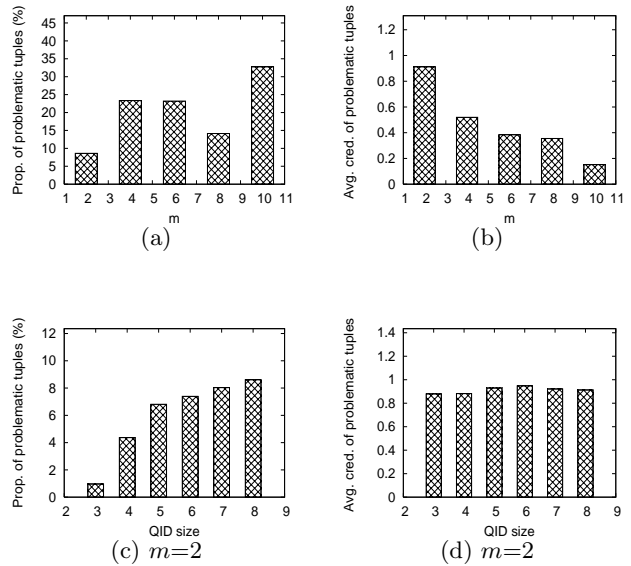 Prop. of problematic tuples (%)
45
40
35
30
25
20
15
10
5
0
1 2 3 4 5 6 7 8 9 10 11
m
(a)
Avg. cred. of problematic tuples
1.2
1
0.8
0.6
0.4
0.2
0
1 2 3 4 5 6 7 8 9 10 11
m
(b)
Prop. of problematic tuples (%)
12
10
8
6
4
2
0
2 3 4 5 6 7 8 9
QID size
(c) m=2
Avg. cred. of problematic tuples
1.4
1.2
1
0.8
0.6
0.4
0.2
0
2 3 4 5 6 7 8 9
QID size
(d) m=2